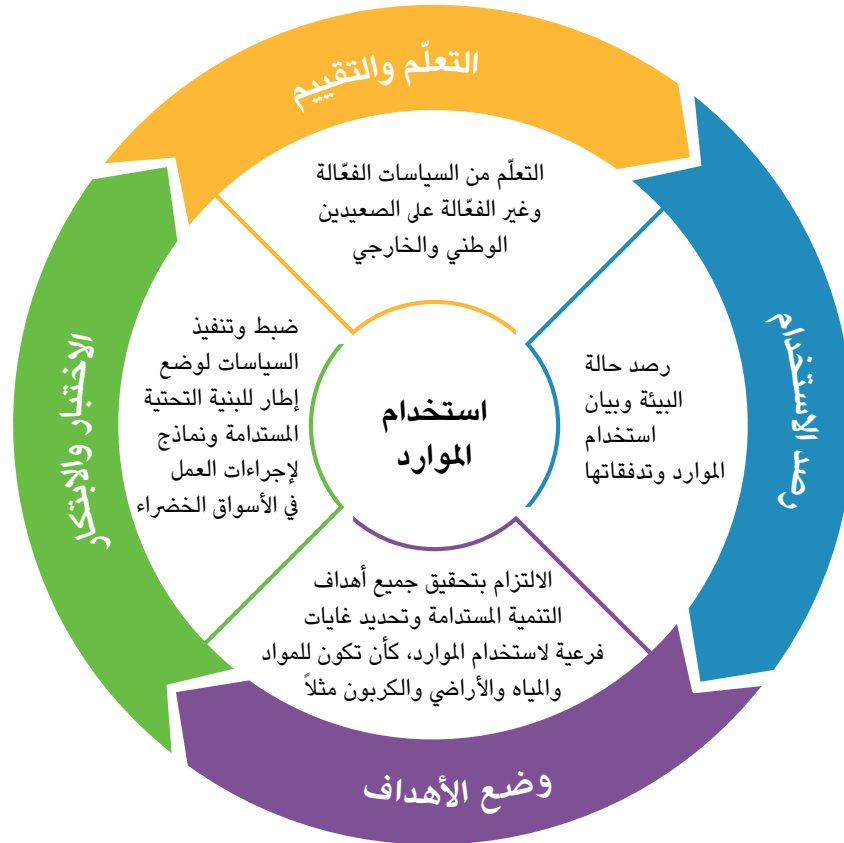 التعلّم والتقييم
التعلّم من السياسات الفعّالة
وغير الفعّالة على الصعيدين
الوطني والخارجي
رصد الاستخدام
رصد حالة
البيئة وبيان
استخدام
الموارد وتدفقاتها
استخدام
الموارد
وضع الأهداف
الالتزام بتحقيق جميع أهداف
التنمية المستدامة وتحديد غايات
فرعية لاستخدام الموارد، كأن تكون للمواد
والمياه والأراضي والكربون مثلاً
الاختبار والابتكار
ضبط وتنفيذ
السياسات لوضع
إطار للبنية التحتية
المستدامة ونماذج
لإجراءات العمل
في الأسواق الخضراء